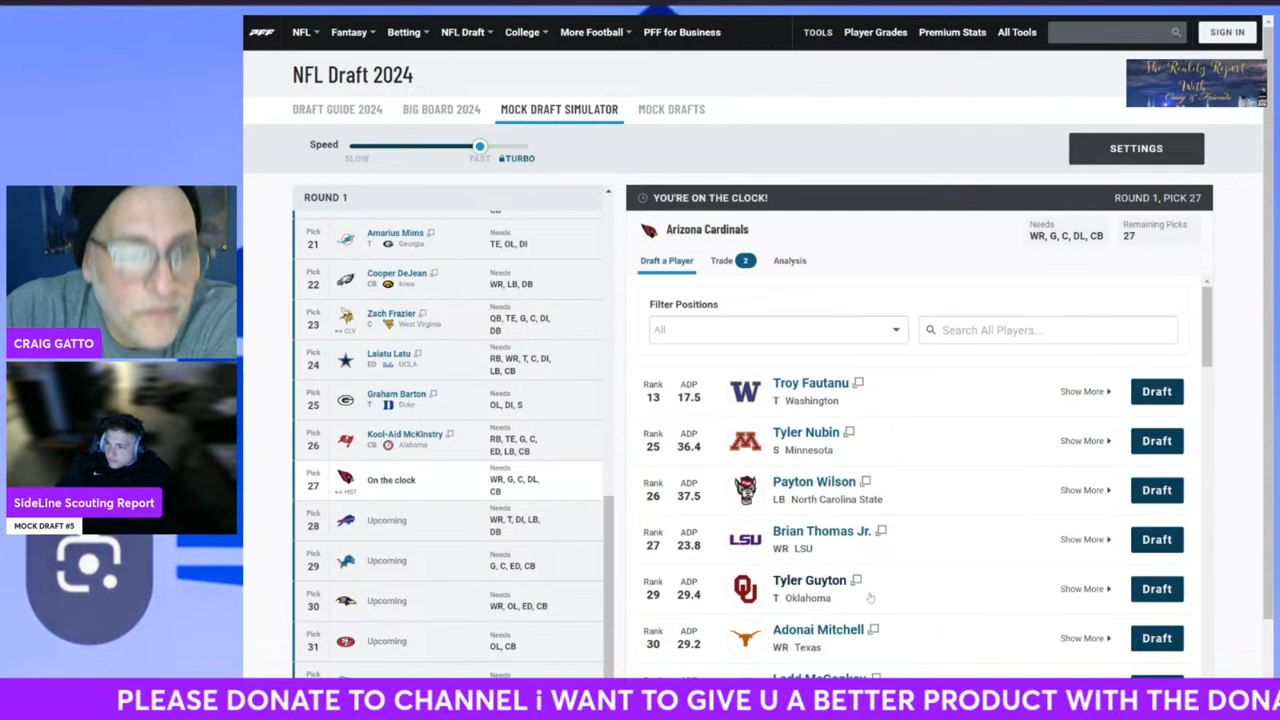 PFF NFL Fantasy Betting NFL Draft College More Football PFF for Business TOOLS Player Grades Premium Stats All Tools SIGN IN
NFL Draft 2024
The Reality Report
With
Craig & Friends
DRAFT GUIDE 2024 BIG BOARD 2024 MOCK DRAFT SIMULATOR MOCK DRAFTS
Speed
SLOW FAST TURBO
SETTINGS
ROUND 1
Pick 21 Amarius Mims T Georgia Needs TE, OL, DI
Pick 22 Cooper DeJean CB Iowa Needs WR, LB, DB
Pick 23 CLV Zach Frazier C West Virginia Needs QB, TE, G, C, DI, DB
Pick 24 Laiatu Latu ED UCLA Needs RB, WR, T, C, DI, LB, CB
Pick 25 Graham Barton T Duke Needs OL, DI, S
Pick 26 Kool-Aid McKinstry CB Alabama Needs RB, TE, G, C, ED, LB, CB
Pick 27 HST On the clock Needs WR, G, C, DL, CB
Pick 28 Upcoming Needs WR, T, DI, LB, DB
Pick 29 Upcoming Needs G, C, ED, CB
Pick 30 Upcoming Needs WR, OL, ED, CB
Pick 31 Upcoming Needs OL, CB
Pick Needs
YOU'RE ON THE CLOCK! ROUND 1, PICK 27
Arizona Cardinals
Needs WR, G, C, DL, CB
Remaining Picks 27
Draft a Player Trade 2 Analysis
Filter Positions
All
Search All Players...
Rank 13 ADP 17.5 W Troy Fautanu T Washington Show More Draft
Rank 25 ADP 36.4 M Tyler Nubin S Minnesota Show More Draft
Rank 26 ADP 37.5 Payton Wilson LB North Carolina State Show More Draft
Rank 27 ADP 23.8 LSU Brian Thomas Jr. WR LSU Show More Draft
Rank 29 ADP 29.4 Tyler Guyton T Oklahoma Show More Draft
Rank 30 ADP 29.2 Adonai Mitchell WR Texas Show More Draft
CRAIG GATTO
SideLine Scouting Report
MOCK DRAFT #5
PLEASE DONATE TO CHANNEL i WANT TO GIVE U A BETTER PRODUCT WITH THE DONA